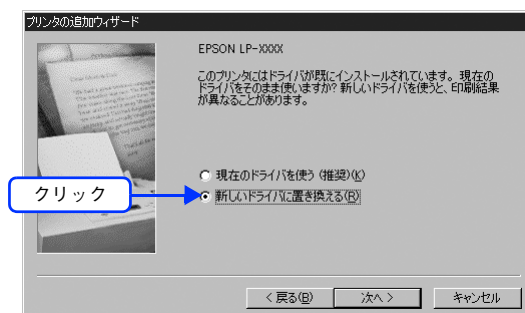 プリンタの追加ウィザード
EPSON LP-XXXX
このプリンタにはドライバが既にインストールされています。現在の
ドライバをそのまま使いますか? 新しいドライバを使うと、印刷結果
が異なることがあります。
現在のドライバを使う (推奨)(K)
クリック
新しいドライバに置き換える(R)
< 戻る(B)
次へ >
キャンセル